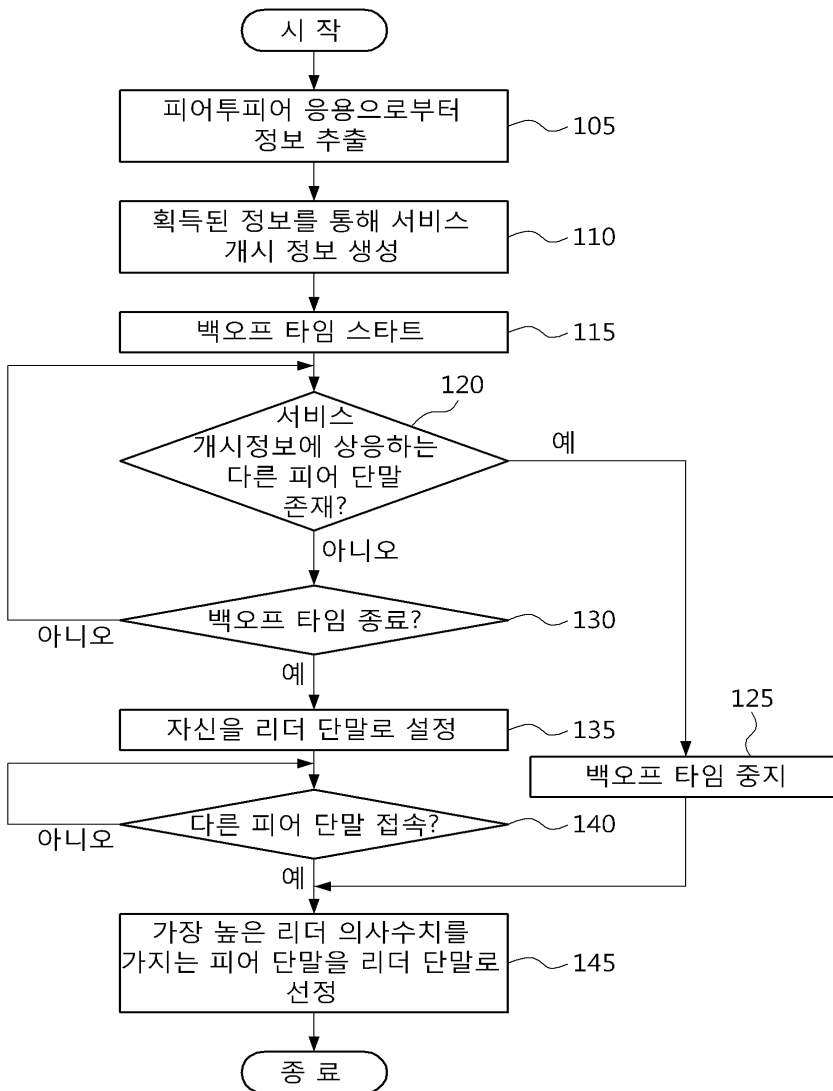 시 작
피어투피어 응용으로부터
정보 추출
105
획득된 정보를 통해 서비스
개시 정보 생성
110
백오프 타임 스타트
115
120
서비스
개시정보에 상응하는
다른 피어 단말
존재?
예
아니오
백오프 타임 종료?
130
아니오
예
125
자신을 리더 단말로 설정
135
백오프 타임 중지
다른 피어 단말 접속?
140
아니오
예
가장 높은 리더 의사수치를
가지는 피어 단말을 리더 단말로
선정
145
종 료